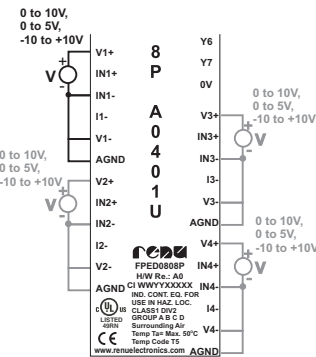 0 to 10V,
0 to 5V,
-10 to +10V
+
V
-
V1+
IN1+
IN1-
I1-
V1-
AGND
0 to 10V,
0 to 5V,
-10 to +10V
+
V
-
V2+
IN2+
IN2-
I2-
V2-
AGND
8
P
A
0
4
0
1
U
renu
FPED0808P
H/W Re.: A0
CI WWYYXXXXX
IND. CONT. EQ. FOR
USE IN HAZ. LOC.
CLASS1 DIV2
GROUP A B C D
Surrounding Air
Temp Ta= Max. 50°C
Temp Code T5
www.renuelectronics.com
C UL US
LISTED
49RN
CE
Y6
Y7
0V
0 to 10V,
0 to 5V,
-10 to +10V
+
V
-
V3+
IN3+
IN3-
I3-
V3-
AGND
0 to 10V,
0 to 5V,
-10 to +10V
+
V
-
V4+
IN4+
IN4-
I4-
V4-
AGND